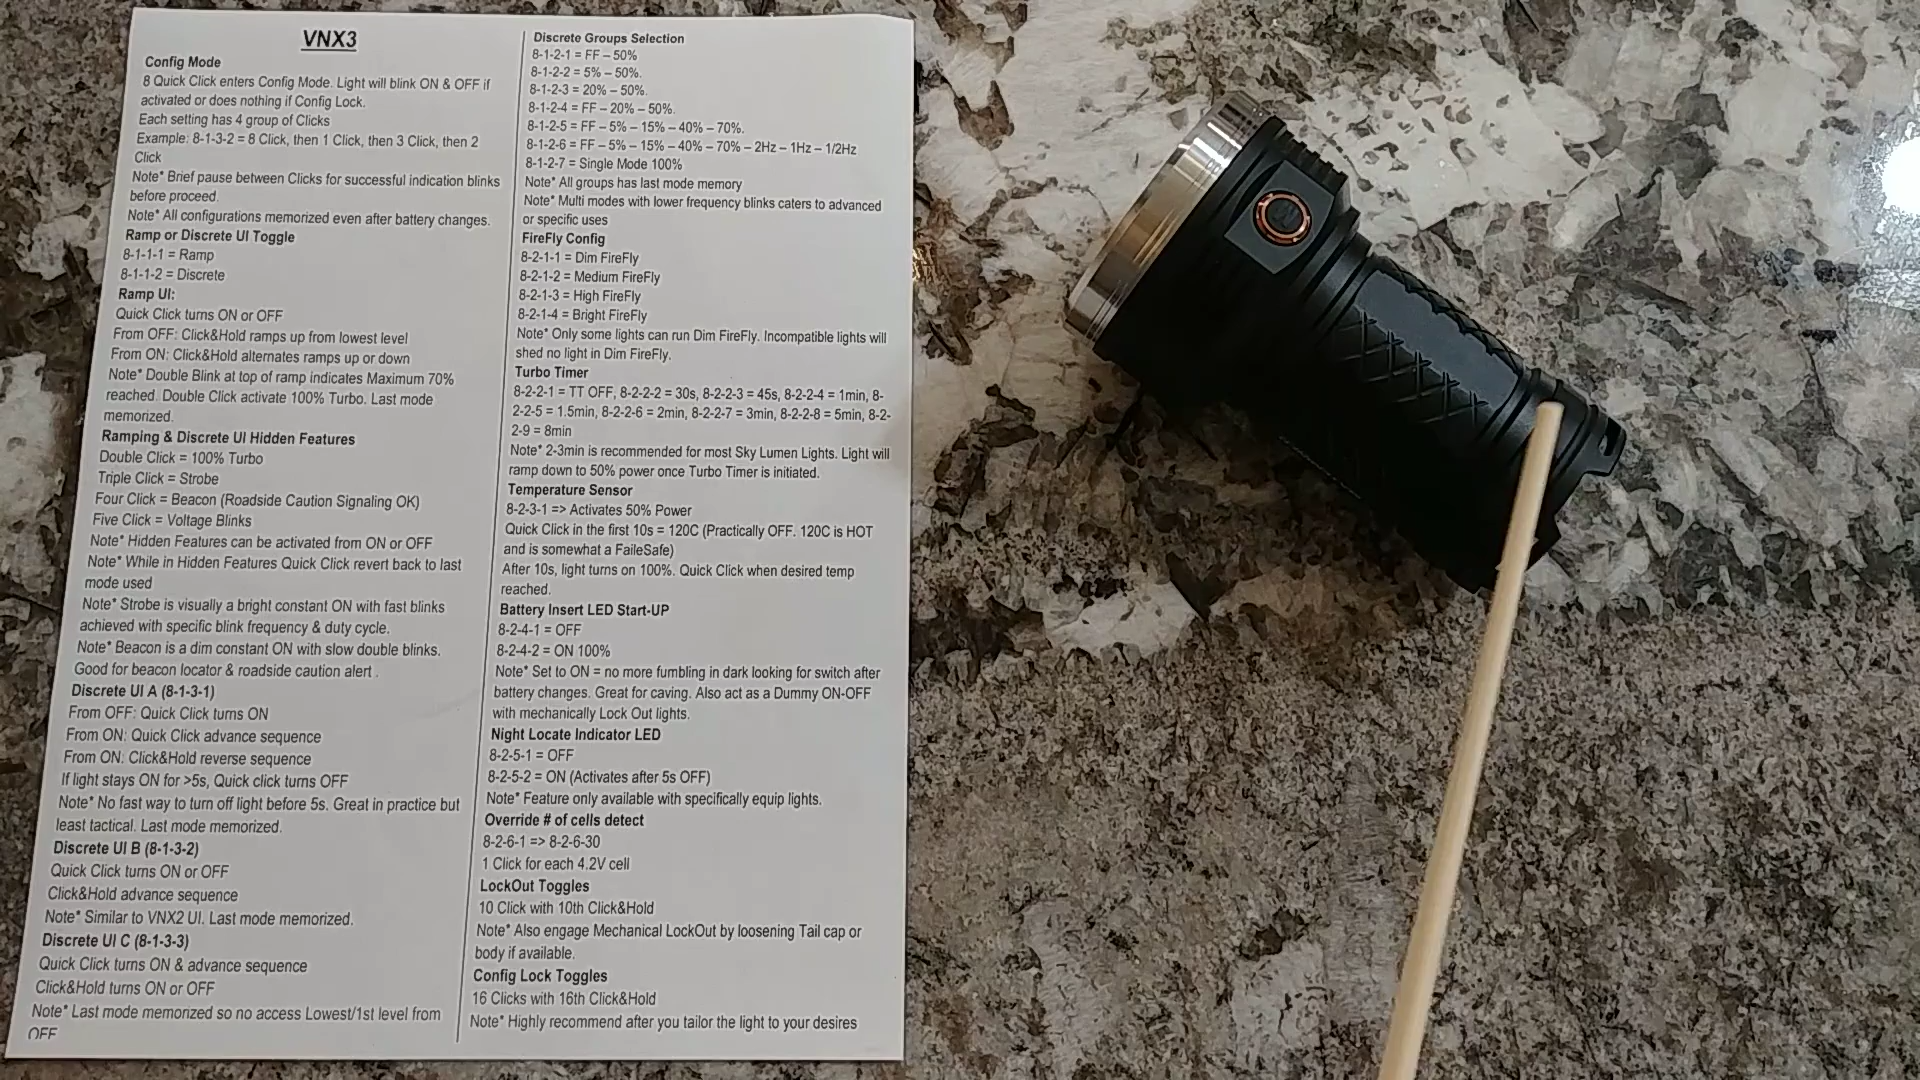 VNX3
Config Mode
8 Quick Click enters Config Mode. Light will blink ON & OFF if
activated or does nothing if Config Lock.
Each setting has 4 group of Clicks
Example: 8-1-3-2 = 8 Click, then 1 Click, then 3 Click, then 2
Click
Note* Brief pause between Clicks for successful indication blinks
before proceed.
Note* All configurations memorized even after battery changes.
Ramp or Discrete UI Toggle
8-1-1-1 = Ramp
8-1-1-2 = Discrete
Ramp UI:
Quick Click turns ON or OFF
From OFF: Click&Hold ramps up from lowest level
From ON: Click&Hold alternates ramps up or down
Note* Double Blink at top of ramp indicates Maximum 70%
reached. Double Click activate 100% Turbo. Last mode
memorized.
Ramping & Discrete UI Hidden Features
Double Click = 100% Turbo
Triple Click = Strobe
Four Click = Beacon (Roadside Caution Signaling OK)
Five Click = Voltage Blinks
Note* Hidden Features can be activated from ON or OFF
Note* While in Hidden Features Quick Click revert back to last
mode used
Note* Strobe is visually a bright constant ON with fast blinks
achieved with specific blink frequency & duty cycle.
Note* Beacon is a dim constant ON with slow double blinks.
Good for beacon locator & roadside caution alert .
Discrete UI A (8-1-3-1)
From OFF: Quick Click turns ON
From ON: Quick Click advance sequence
From ON: Click&Hold reverse sequence
If light stays ON for >5s, Quick click turns OFF
Note* No fast way to turn off light before 5s. Great in practice but
least tactical. Last mode memorized.
Discrete UI B (8-1-3-2)
Quick Click turns ON or OFF
Click&Hold advance sequence
Note* Similar to VNX2 UI. Last mode memorized.
Discrete UI C (8-1-3-3)
Quick Click turns ON & advance sequence
Click&Hold turns ON or OFF
Note* Last mode memorized so no access Lowest/1st level from
OFF
Discrete Groups Selection
8-1-2-1 = FF – 50%
8-1-2-2 = 5% – 50%.
8-1-2-3 = 20% – 50%.
8-1-2-4 = FF – 20% – 50%.
8-1-2-5 = FF – 5% – 15% – 40% – 70%.
8-1-2-6 = FF – 5% – 15% – 40% – 70% – 2Hz – 1Hz – 1/2Hz
8-1-2-7 = Single Mode 100%
Note* All groups has last mode memory
Note* Multi modes with lower frequency blinks caters to advanced
or specific uses
FireFly Config
8-2-1-1 = Dim FireFly
8-2-1-2 = Medium FireFly
8-2-1-3 = High FireFly
8-2-1-4 = Bright FireFly
Note* Only some lights can run Dim FireFly. Incompatible lights will
shed no light in Dim FireFly.
Turbo Timer
8-2-2-1 = TT OFF, 8-2-2-2 = 30s, 8-2-2-3 = 45s, 8-2-2-4 = 1min, 8-
2-2-5 = 1.5min, 8-2-2-6 = 2min, 8-2-2-7 = 3min, 8-2-2-8 = 5min, 8-2-
2-9 = 8min
Note* 2-3min is recommended for most Sky Lumen Lights. Light will
ramp down to 50% power once Turbo Timer is initiated.
Temperature Sensor
8-2-3-1 => Activates 50% Power
Quick Click in the first 10s = 120C (Practically OFF. 120C is HOT
and is somewhat a FaileSafe)
After 10s, light turns on 100%. Quick Click when desired temp
reached.
Battery Insert LED Start-UP
8-2-4-1 = OFF
8-2-4-2 = ON 100%
Note* Set to ON = no more fumbling in dark looking for switch after
battery changes. Great for caving. Also act as a Dummy ON-OFF
with mechanically Lock Out lights.
Night Locate Indicator LED
8-2-5-1 = OFF
8-2-5-2 = ON (Activates after 5s OFF)
Note* Feature only available with specifically equip lights.
Override # of cells detect
8-2-6-1 => 8-2-6-30
1 Click for each 4.2V cell
LockOut Toggles
10 Click with 10th Click&Hold
Note* Also engage Mechanical LockOut by loosening Tail cap or
body if available.
Config Lock Toggles
16 Clicks with 16th Click&Hold
Note* Highly recommend after you tailor the light to your desires